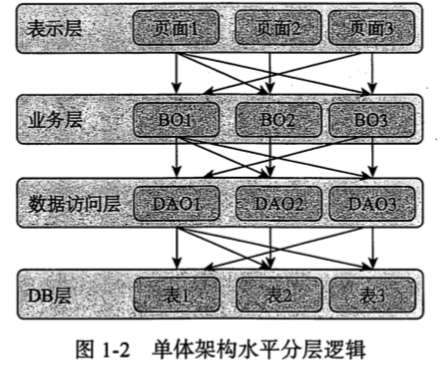 表示层 页面1 页面2 页面3
业务层 BO1 BO2 BO3
数据访问层 DAO1 DAO2 DAO3
DB层 表1 表2 表3
图 1-2 单体架构水平分层逻辑